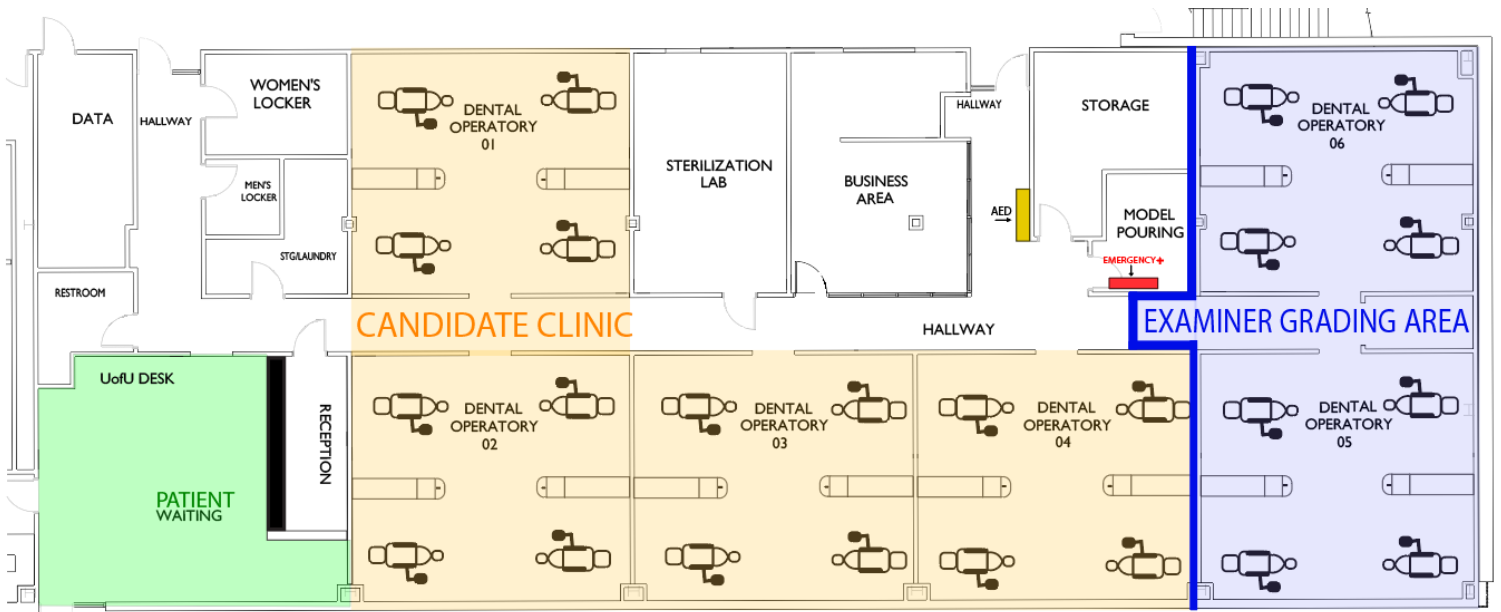 DATA
HALLWAY
WOMEN'S
LOCKER
MEN'S
LOCKER
STG/LAUNDRY
RESTROOM
DENTAL
OPERATORY
01
STERILIZATION
LAB
BUSINESS
AREA
HALLWAY
AED
STORAGE
MODEL
POURING
EMERGENCY+
DENTAL
OPERATORY
06
CANDIDATE CLINIC
HALLWAY
EXAMINER GRADING AREA
UofU DESK
PATIENT
WAITING
RECEPTION
DENTAL
OPERATORY
02
DENTAL
OPERATORY
03
DENTAL
OPERATORY
04
DENTAL
OPERATORY
05